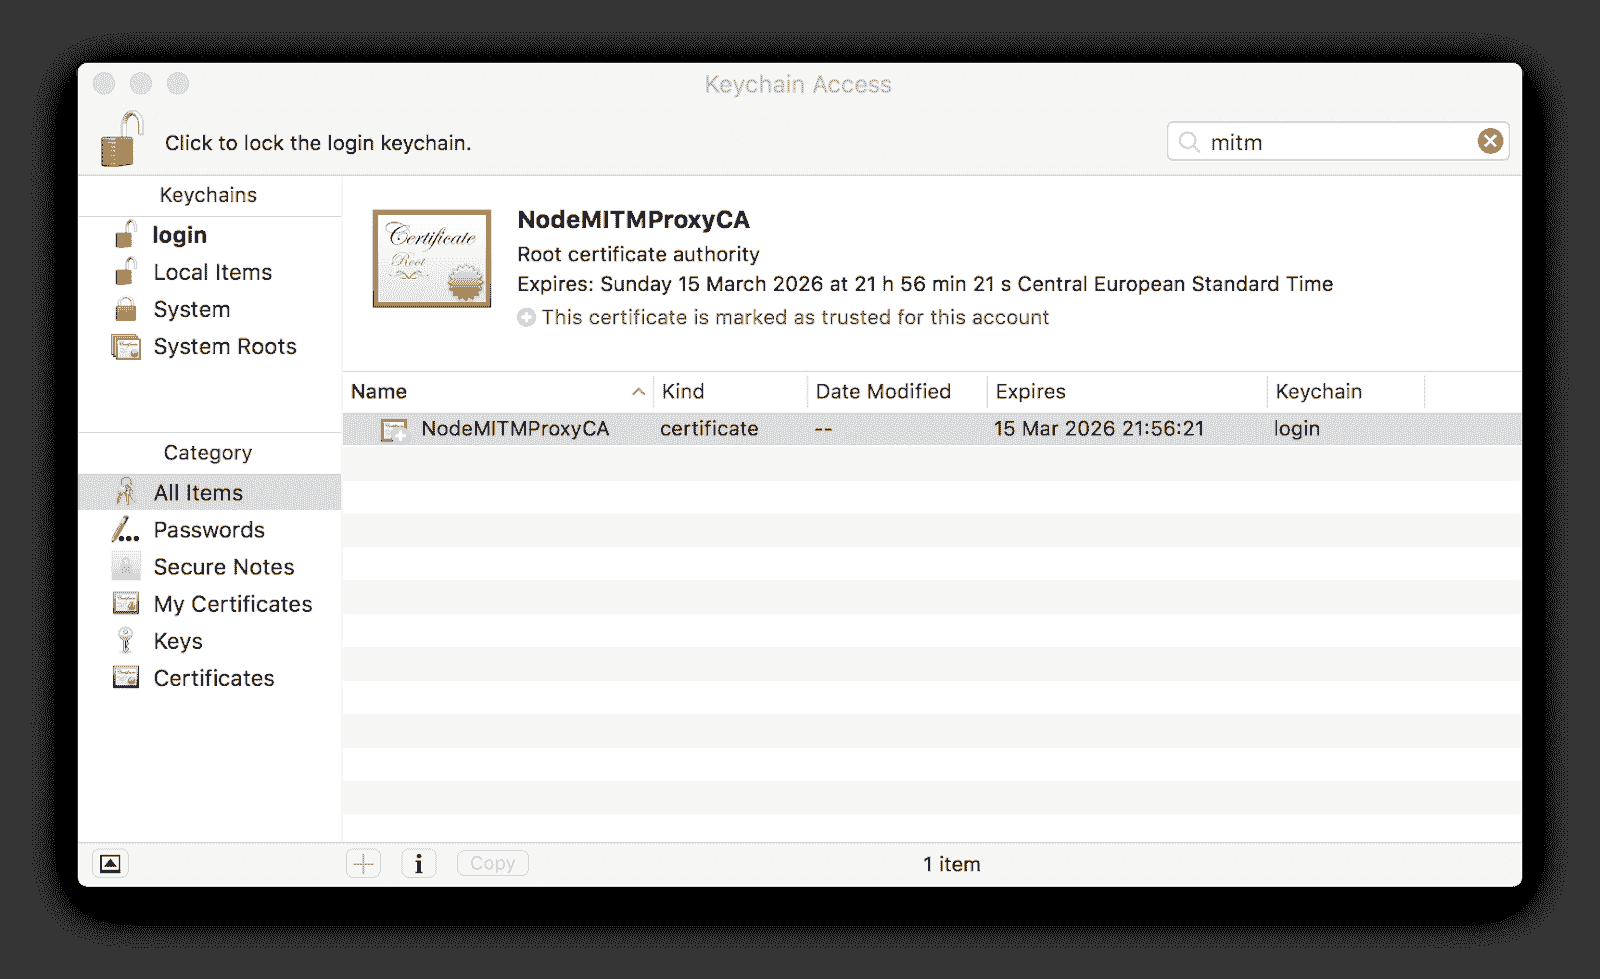 Keychain Access
Click to lock the login keychain.
mitm
Keychains
login
Local Items
System
System Roots
Category
All Items
Passwords
Secure Notes
My Certificates
Keys
Certificates
Certificate
Root
NodeMITMProxyCA
Root certificate authority
Expires: Sunday 15 March 2026 at 21 h 56 min 21 s Central European Standard Time
This certificate is marked as trusted for this account
Name Kind Date Modified Expires Keychain
NodeMITMProxyCA certificate -- 15 Mar 2026 21:56:21 login
Copy
1 item